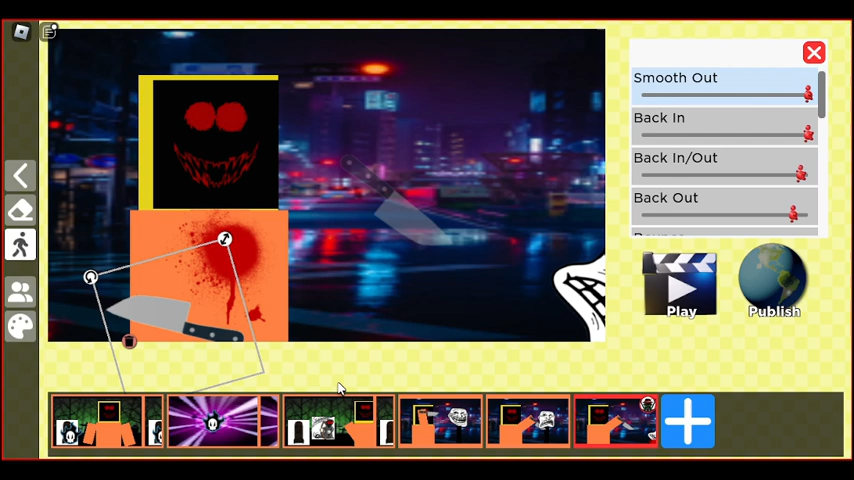 Smooth Out
Back In
Back In/Out
Back Out
Play
Publish